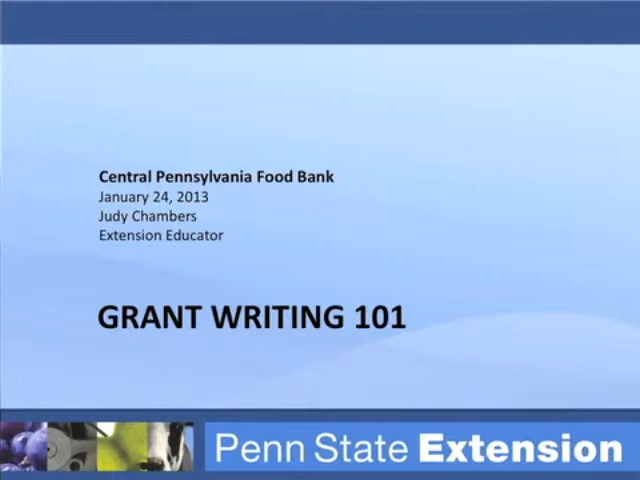 Central Pennsylvania Food Bank
January 24, 2013
Judy Chambers
Extension Educator
GRANT WRITING 101
Penn State Extension